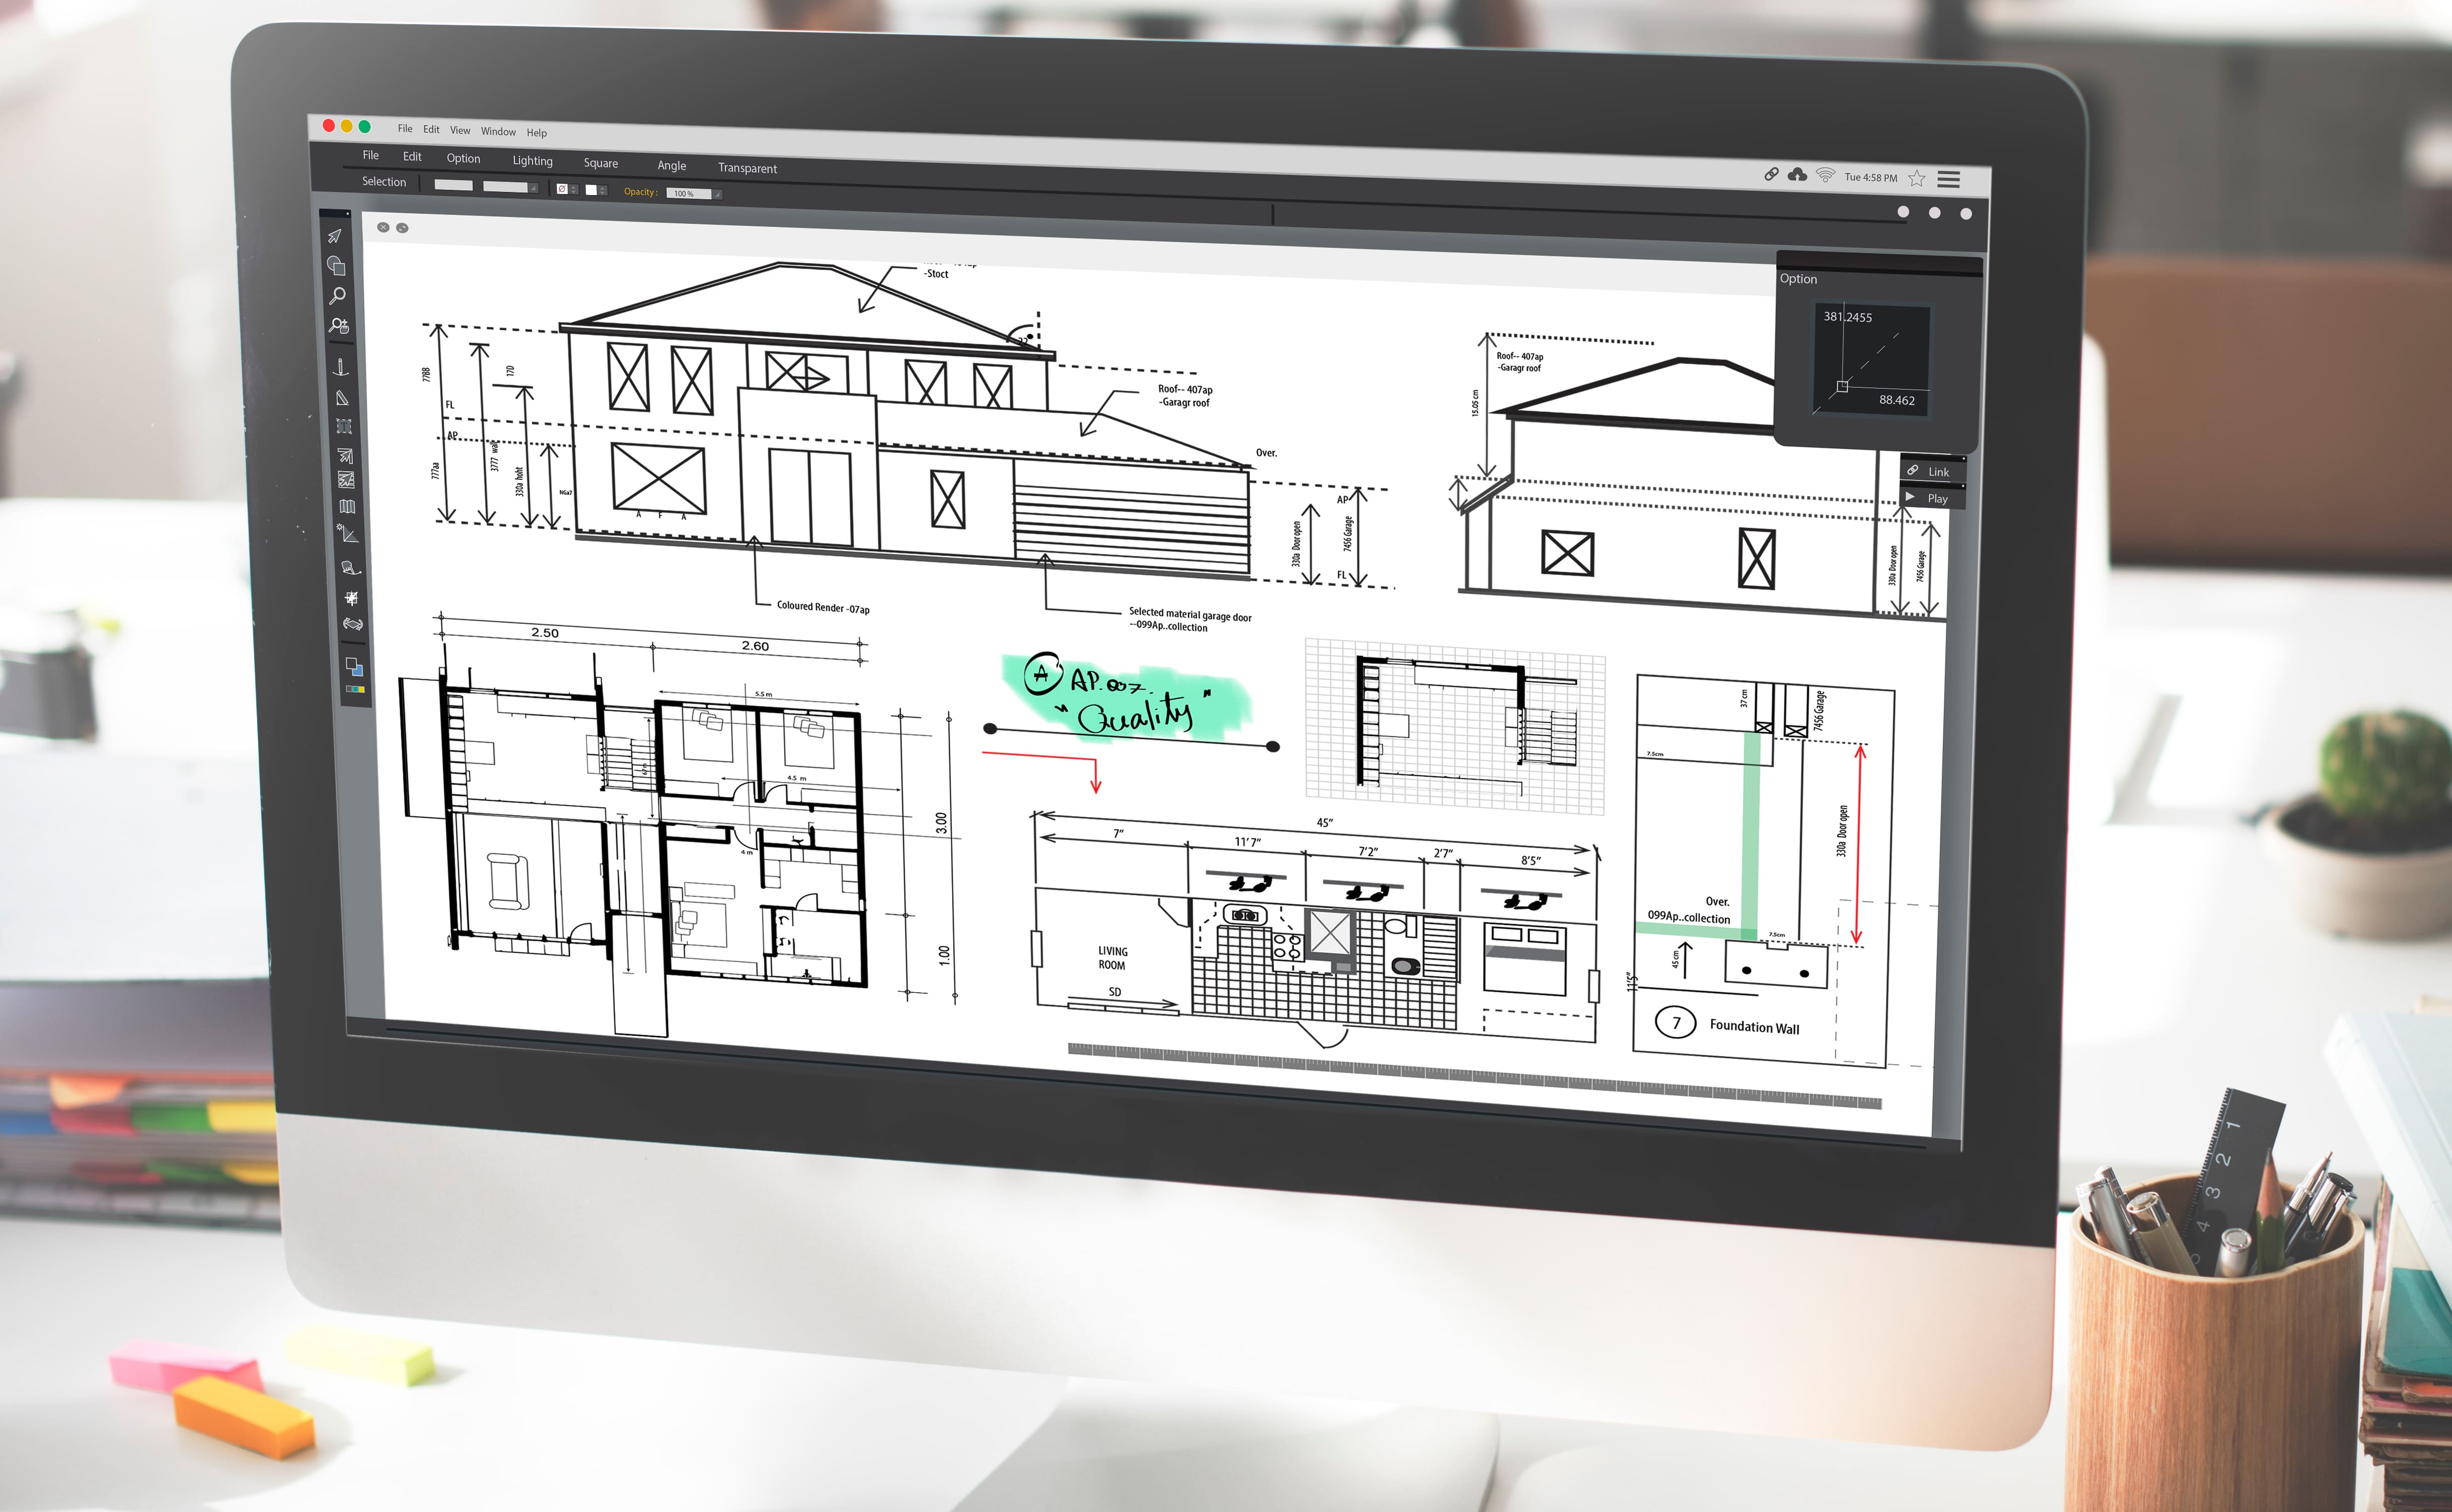 File Edit View Window Help
Tue 4:58 PM
File Edit Option Lighting Square Angle Transparent
Selection
Opacity : 100 %
Option
381.2455
88.462
Link
Play
-Stoct
7788
170
FL
AP
777aa
3777 wall
330a hoht
NGa7
A F A
Roof-- 407ap
-Garagr roof
Over.
AP
330a Door open
7456 Garage
FL
Coloured Render -07ap
Selected material garage door
--099Ap..collection
Roof-- 407ap
-Garagr roof
15.05 cm
330a Door open
7456 Garage
2.50
2.60
5.5 m
4.5 m
4 m
3.00
1.00
A AP.007.
"Quality"
45"
7"
11'7"
7'2"
2'7"
8'5"
LIVING
ROOM
SD
37 cm
7456 Garage
7.5cm
330a Door open
Over.
099Ap..collection
7.5cm
45 cm
11'5"
7 Foundation Wall
1
2
3
4